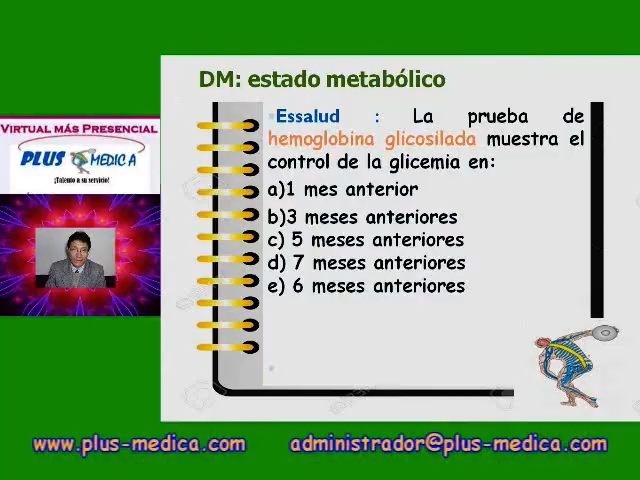 DM: estado metabólico
Essalud : La prueba de
hemoglobina glicosilada muestra el
control de la glicemia en:
a)1 mes anterior
b)3 meses anteriores
c) 5 meses anteriores
d) 7 meses anteriores
e) 6 meses anteriores
VIRTUAL MÁS PRESENCIAL
PLUS MEDICA
¡Talento a su servicio!
www.plus-medica.com administrador@plus-medica.com